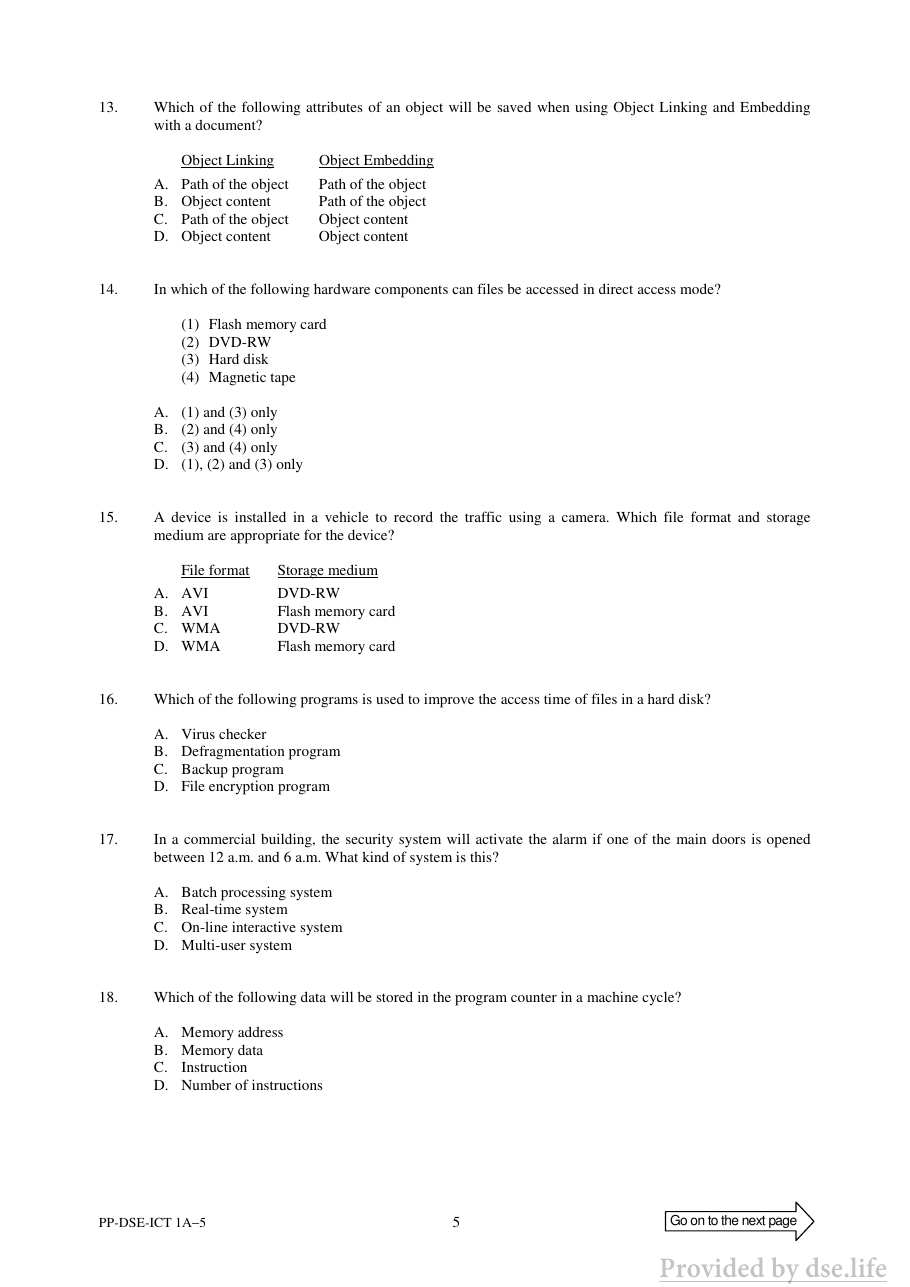 13. Which of the following attributes of an object will be saved when using Object Linking and Embedding
with a document?
Object Linking Object Embedding
A. Path of the object Path of the object
B. Object content Path of the object
C. Path of the object Object content
D. Object content Object content
14. In which of the following hardware components can files be accessed in direct access mode?
(1) Flash memory card
(2) DVD-RW
(3) Hard disk
(4) Magnetic tape
A. (1) and (3) only
B. (2) and (4) only
C. (3) and (4) only
D. (1), (2) and (3) only
15. A device is installed in a vehicle to record the traffic using a camera. Which file format and storage
medium are appropriate for the device?
File format Storage medium
A. AVI DVD-RW
B. AVI Flash memory card
C. WMA DVD-RW
D. WMA Flash memory card
16. Which of the following programs is used to improve the access time of files in a hard disk?
A. Virus checker
B. Defragmentation program
C. Backup program
D. File encryption program
17. In a commercial building, the security system will activate the alarm if one of the main doors is opened
between 12 a.m. and 6 a.m. What kind of system is this?
A. Batch processing system
B. Real-time system
C. On-line interactive system
D. Multi-user system
18. Which of the following data will be stored in the program counter in a machine cycle?
A. Memory address
B. Memory data
C. Instruction
D. Number of instructions
PP-DSE-ICT 1A–5 5 Go on to the next page
Provided by dse.life